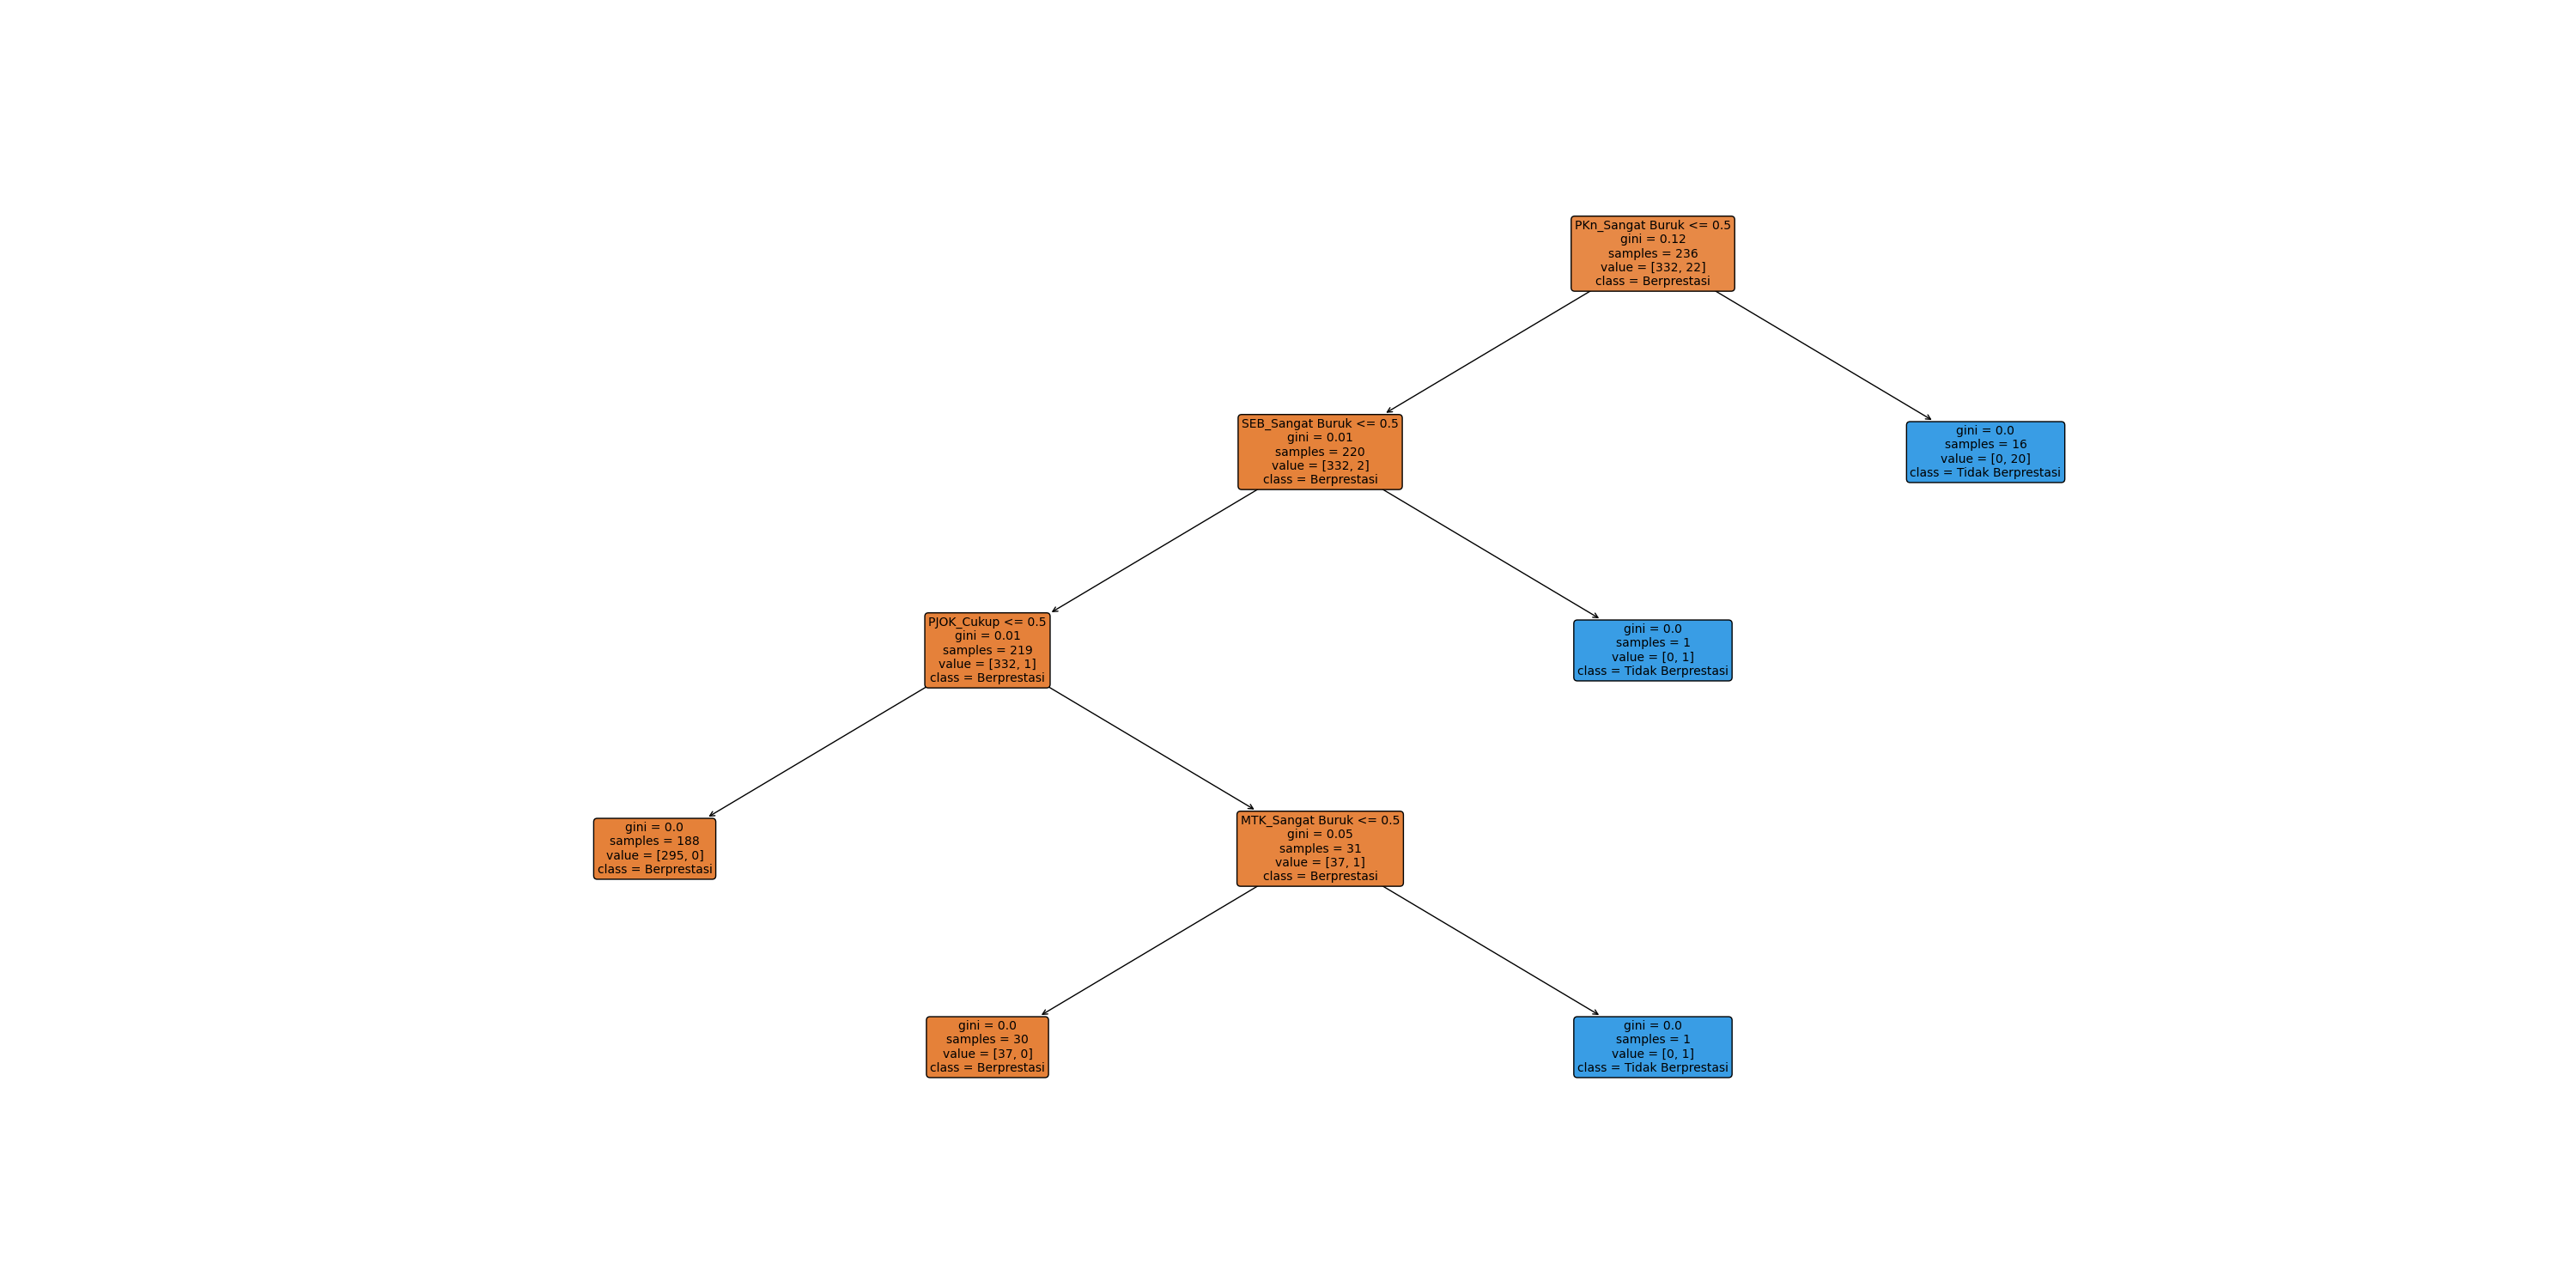 PKn_Sangat Buruk <= 0.5
gini = 0.12
samples = 236
value = [332, 22]
class = Berprestasi
SEB_Sangat Buruk <= 0.5
gini = 0.01
samples = 220
value = [332, 2]
class = Berprestasi
gini = 0.0
samples = 16
value = [0, 20]
class = Tidak Berprestasi
PJOK_Cukup <= 0.5
gini = 0.01
samples = 219
value = [332, 1]
class = Berprestasi
gini = 0.0
samples = 1
value = [0, 1]
class = Tidak Berprestasi
gini = 0.0
samples = 188
value = [295, 0]
class = Berprestasi
MTK_Sangat Buruk <= 0.5
gini = 0.05
samples = 31
value = [37, 1]
class = Berprestasi
gini = 0.0
samples = 30
value = [37, 0]
class = Berprestasi
gini = 0.0
samples = 1
value = [0, 1]
class = Tidak Berprestasi